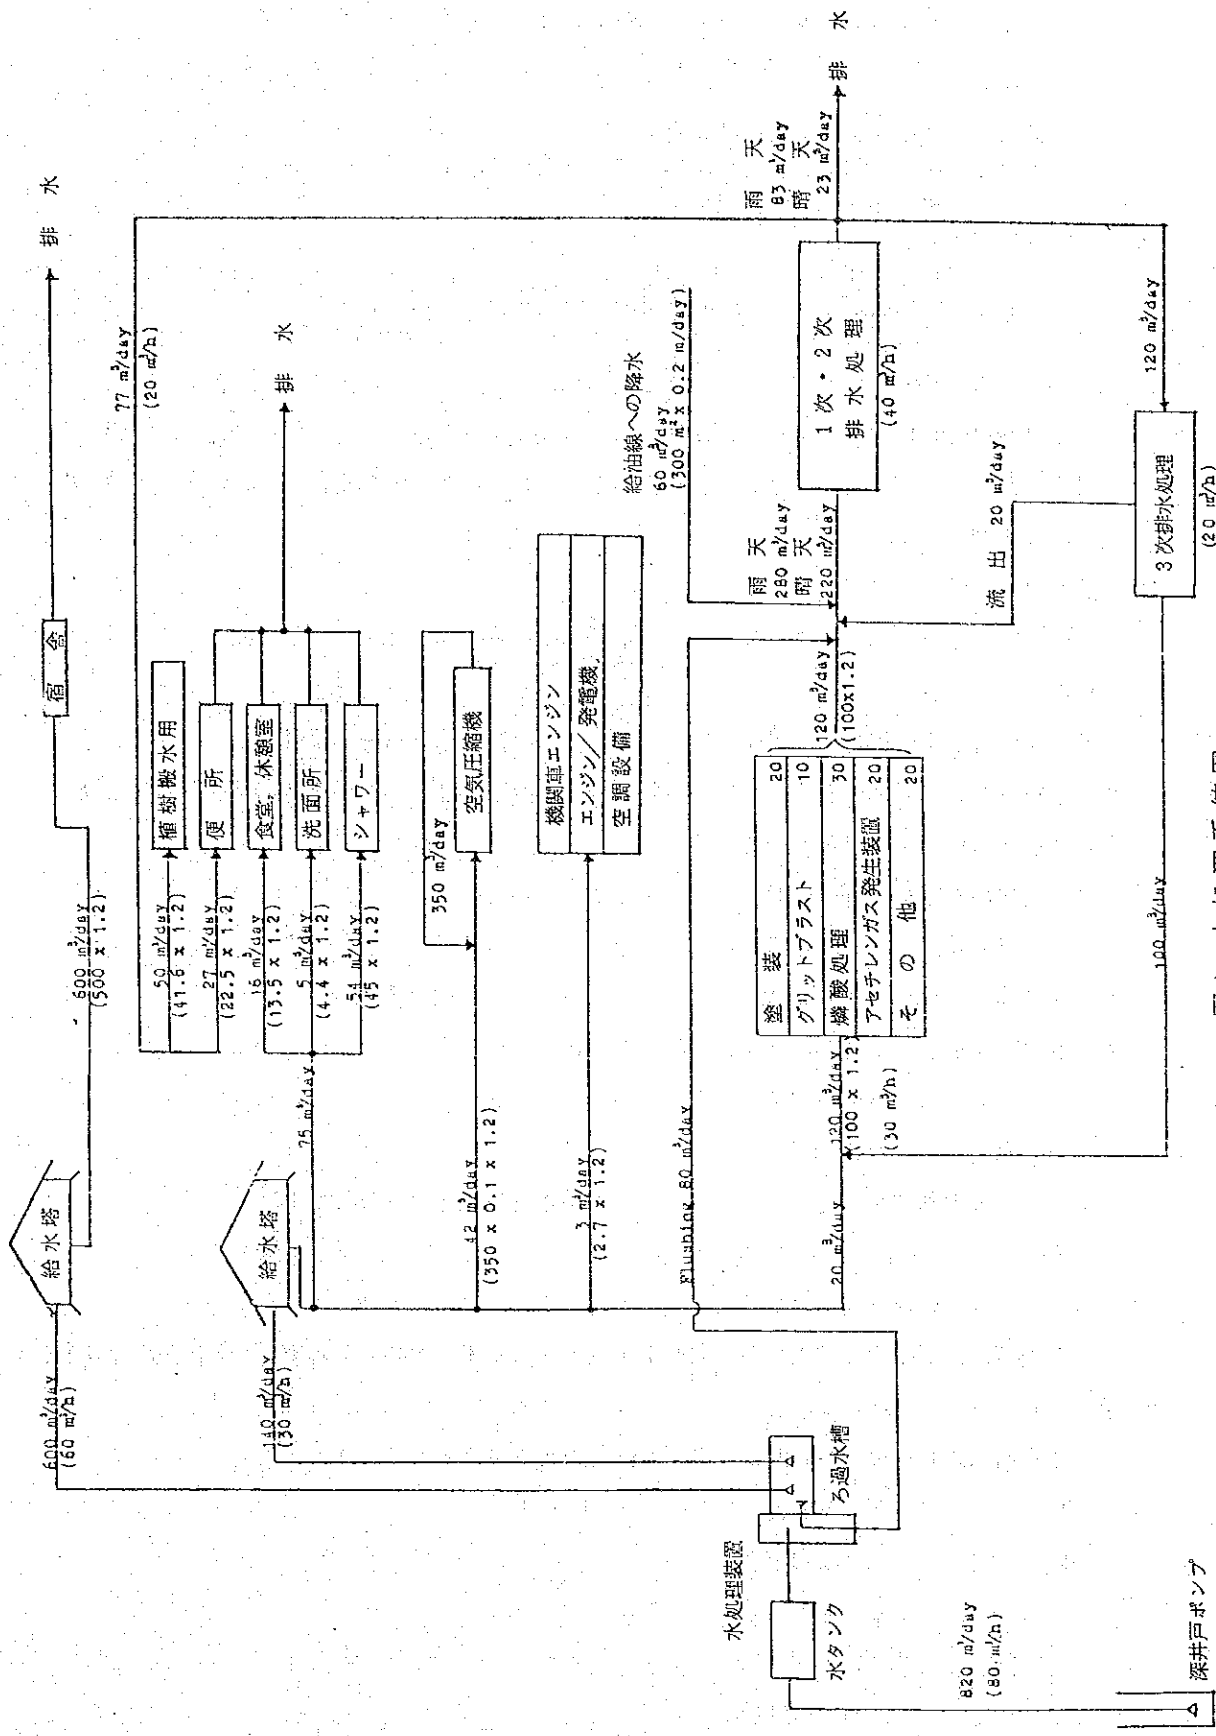 600 m³/day
(60 m³/h)
給水塔
600 m³/day
(500 x 1.2)
宿舎
排水
140 m³/day
(30 m³/h)
給水塔
75 m³/day
77 m³/day
(20 m³/h)
50 m³/day
(41.6 x 1.2)
植樹搬水用
27 m³/day
(22.5 x 1.2)
便所
16 m³/day
(13.5 x 1.2)
食堂，休憩室
5 m³/day
(4.4 x 1.2)
洗面所
54 m³/day
(45 x 1.2)
シャワー
排水
42 m³/day
(350 x 0.1 x 1.2)
350 m³/day
空気圧縮機
3 m³/day
(2.7 x 1.2)
機関車エンジン
エンジン／発電機
空調設備
Flushing 80 m³/day
給油線への降水
60 m³/day
(300 m² x 0.2 m/day)
20 m³/day
120 m³/day
(100 x 1.2)
(30 m³/h)
塗装 20
グリットブラスト 10
燐酸処理 30
アセチレンガス発生装置 20
その他 20
120 m³/day
(100x1.2)
雨天
280 m³/day
晴天
220 m³/day
1次・2次
排水処理
(40 m³/h)
雨天
83 m³/day
晴天
23 m³/day
排水
流出 20 m³/day
120 m³/day
3次排水処理
(20 m³/h)
100 m³/day
水処理装置
ろ過水槽
水タンク
820 m³/day
(80 m³/h)
深井戸ポンプ